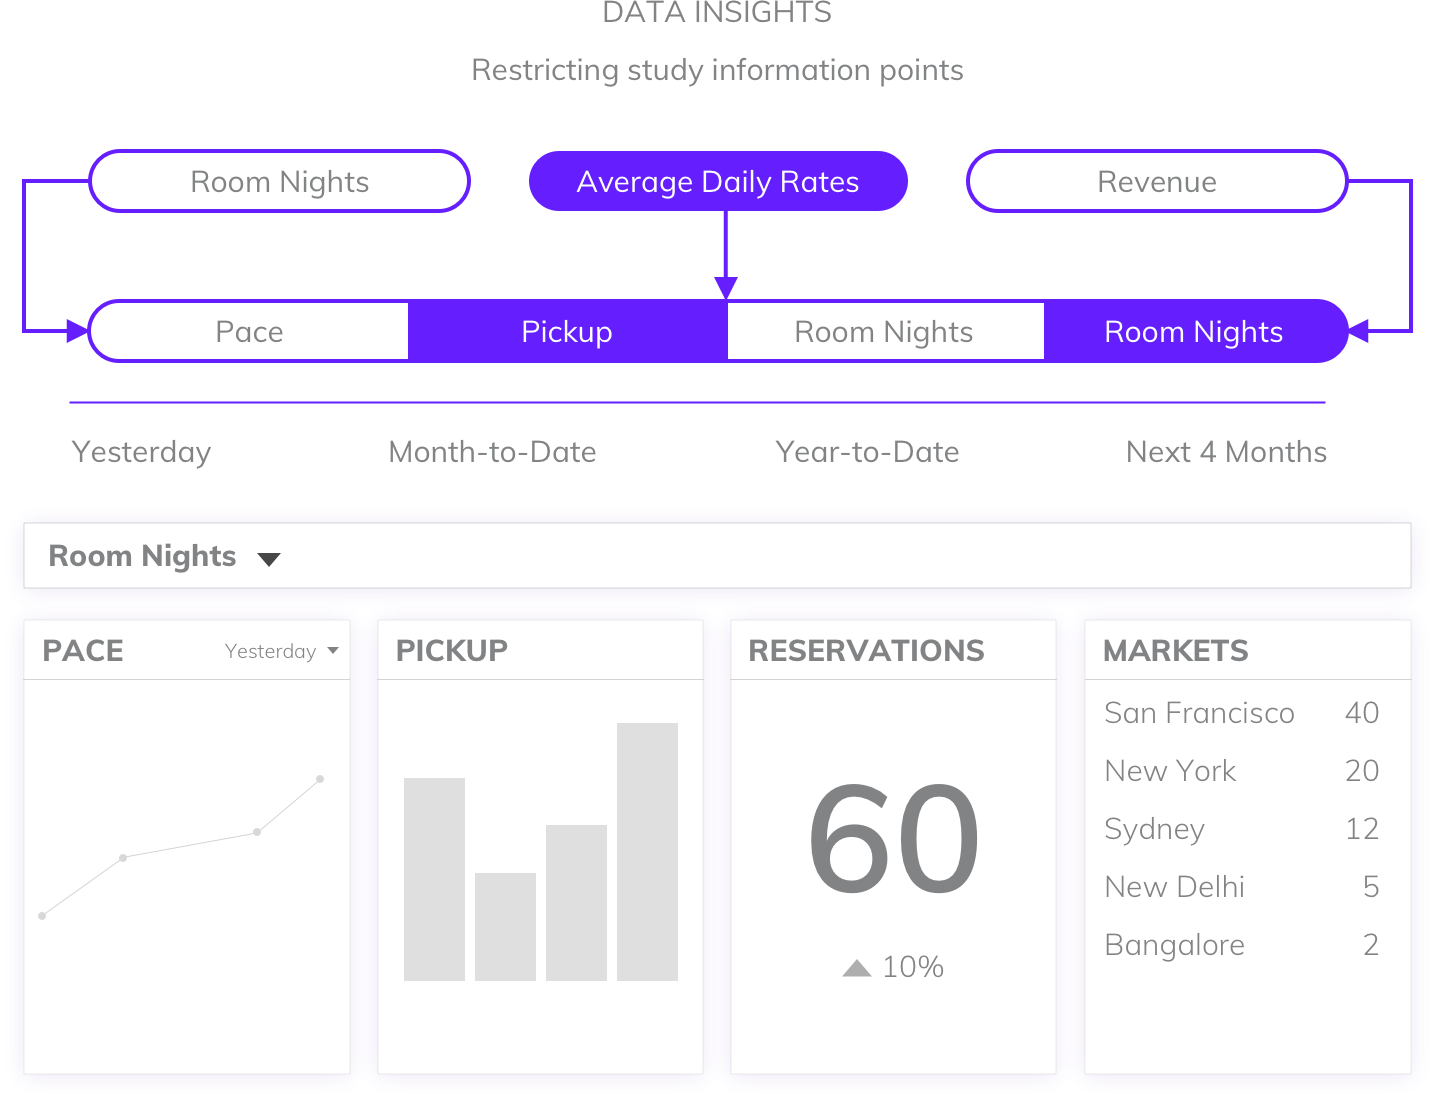 DATA INSIGHTS
Restricting study information points
Room Nights
Average Daily Rates
Revenue
Pace
Pickup
Room Nights
Room Nights
Yesterday
Month-to-Date
Year-to-Date
Next 4 Months
Room Nights
PACE
Yesterday
PICKUP
RESERVATIONS
60
10%
MARKETS
San Francisco 40
New York 20
Sydney 12
New Delhi 5
Bangalore 2